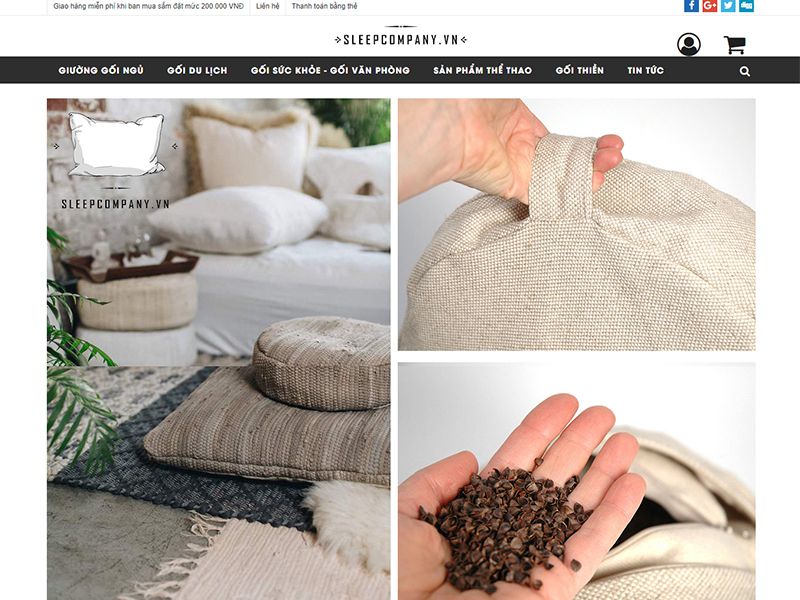 Giao hàng miễn phí khi bạn mua sắm đắt mức 200.000 VNĐ
Liên hệ
Thanh toán bằng thẻ
SLEEPCOMPANY.VN
GIƯỜNG GỐI NGỦ
GỐI DU LỊCH
GỐI SỨC KHỎE - GỐI VĂN PHÒNG
SẢN PHẨM THỂ THAO
GỐI THIỀN
TIN TỨC
SLEEPCOMPANY.VN